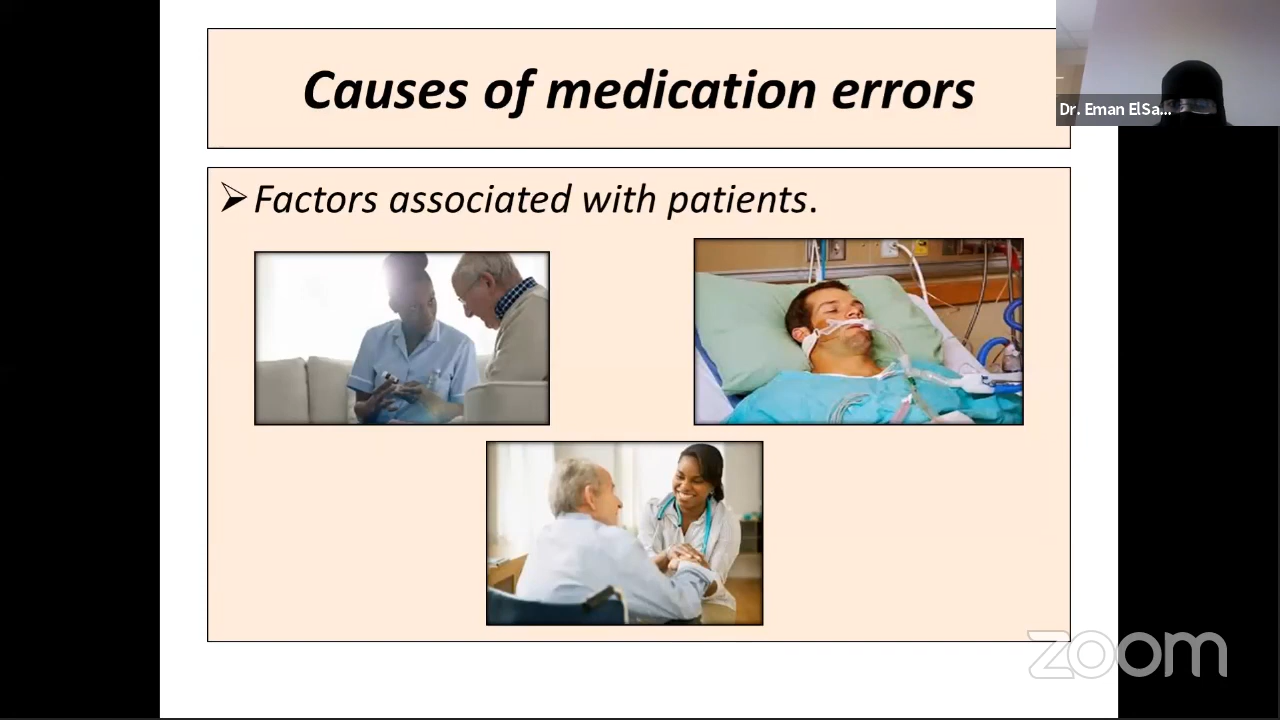 Causes of medication errors
Dr. Eman ElSa...
Factors associated with patients.
zoom